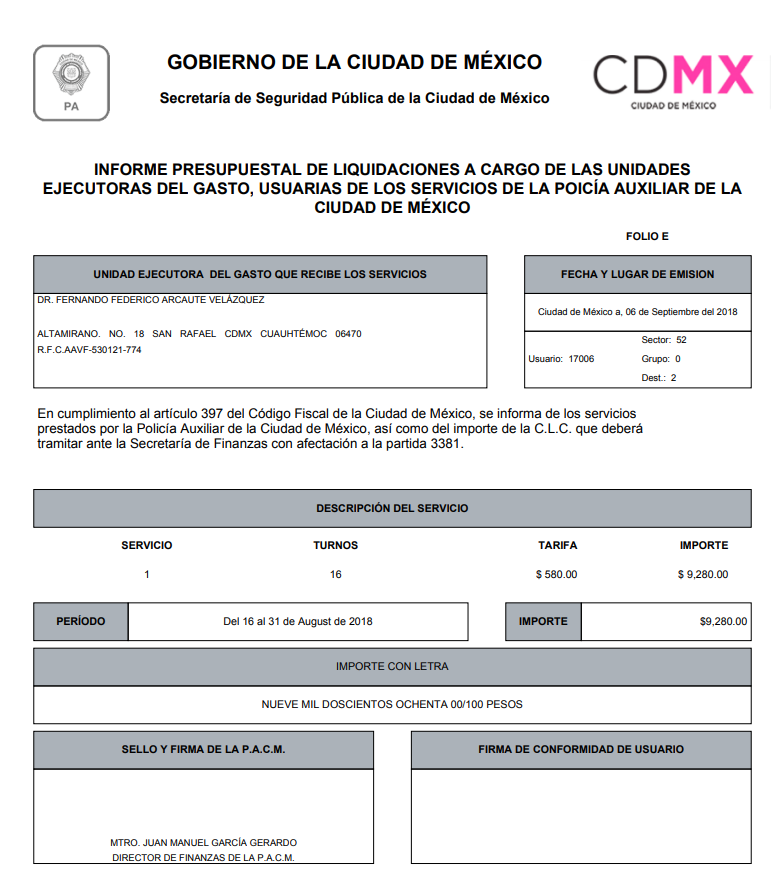 PA
GOBIERNO DE LA CIUDAD DE MÉXICO
Secretaría de Seguridad Pública de la Ciudad de México
CDMX
CIUDAD DE MÉXICO
INFORME PRESUPUESTAL DE LIQUIDACIONES A CARGO DE LAS UNIDADES
EJECUTORAS DEL GASTO, USUARIAS DE LOS SERVICIOS DE LA POICÍA AUXILIAR DE LA
CIUDAD DE MÉXICO
FOLIO E
UNIDAD EJECUTORA DEL GASTO QUE RECIBE LOS SERVICIOS
DR. FERNANDO FEDERICO ARCAUTE VELÁZQUEZ
ALTAMIRANO. NO. 18 SAN RAFAEL CDMX CUAUHTÉMOC 06470
R.F.C.AAVF-530121-774
FECHA Y LUGAR DE EMISION
Ciudad de México a, 06 de Septiembre del 2018
Sector: 52
Usuario: 17006
Grupo: 0
Dest.: 2
En cumplimiento al artículo 397 del Código Fiscal de la Ciudad de México, se informa de los servicios
prestados por la Policía Auxiliar de la Ciudad de México, así como del importe de la C.L.C. que deberá
tramitar ante la Secretaría de Finanzas con afectación a la partida 3381.
DESCRIPCIÓN DEL SERVICIO
SERVICIO TURNOS TARIFA IMPORTE
1 16 $ 580.00 $ 9,280.00
PERÍODO Del 16 al 31 de August de 2018 IMPORTE $9,280.00
IMPORTE CON LETRA
NUEVE MIL DOSCIENTOS OCHENTA 00/100 PESOS
SELLO Y FIRMA DE LA P.A.C.M.
MTRO. JUAN MANUEL GARCÍA GERARDO
DIRECTOR DE FINANZAS DE LA P.A.C.M.
FIRMA DE CONFORMIDAD DE USUARIO